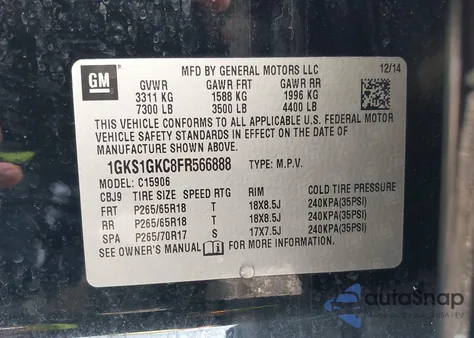 GM
MFD BY GENERAL MOTORS LLC 12/14
GVWR GAWR FRT GAWR RR
3311 KG 1588 KG 1996 KG
7300 LB 3500 LB 4400 LB
THIS VEHICLE CONFORMS TO ALL APPLICABLE U.S. FEDERAL MOTOR
VEHICLE SAFETY STANDARDS IN EFFECT ON THE DATE OF
MANUFACTURE SHOWN ABOVE.
1GKS1GKC8FR566888 TYPE: M.P.V.
MODEL: C15906
CBJ9 TIRE SIZE SPEED RTG RIM COLD TIRE PRESSURE
FRT P265/65R18 T 18X8.5J 240KPA(35PSI)
RR P265/65R18 T 18X8.5J 240KPA(35PSI)
SPA P265/70R17 S 17X7.5J 240KPA(35PSI)
SEE OWNER'S MANUAL FOR MORE INFORMATION
autoSnap